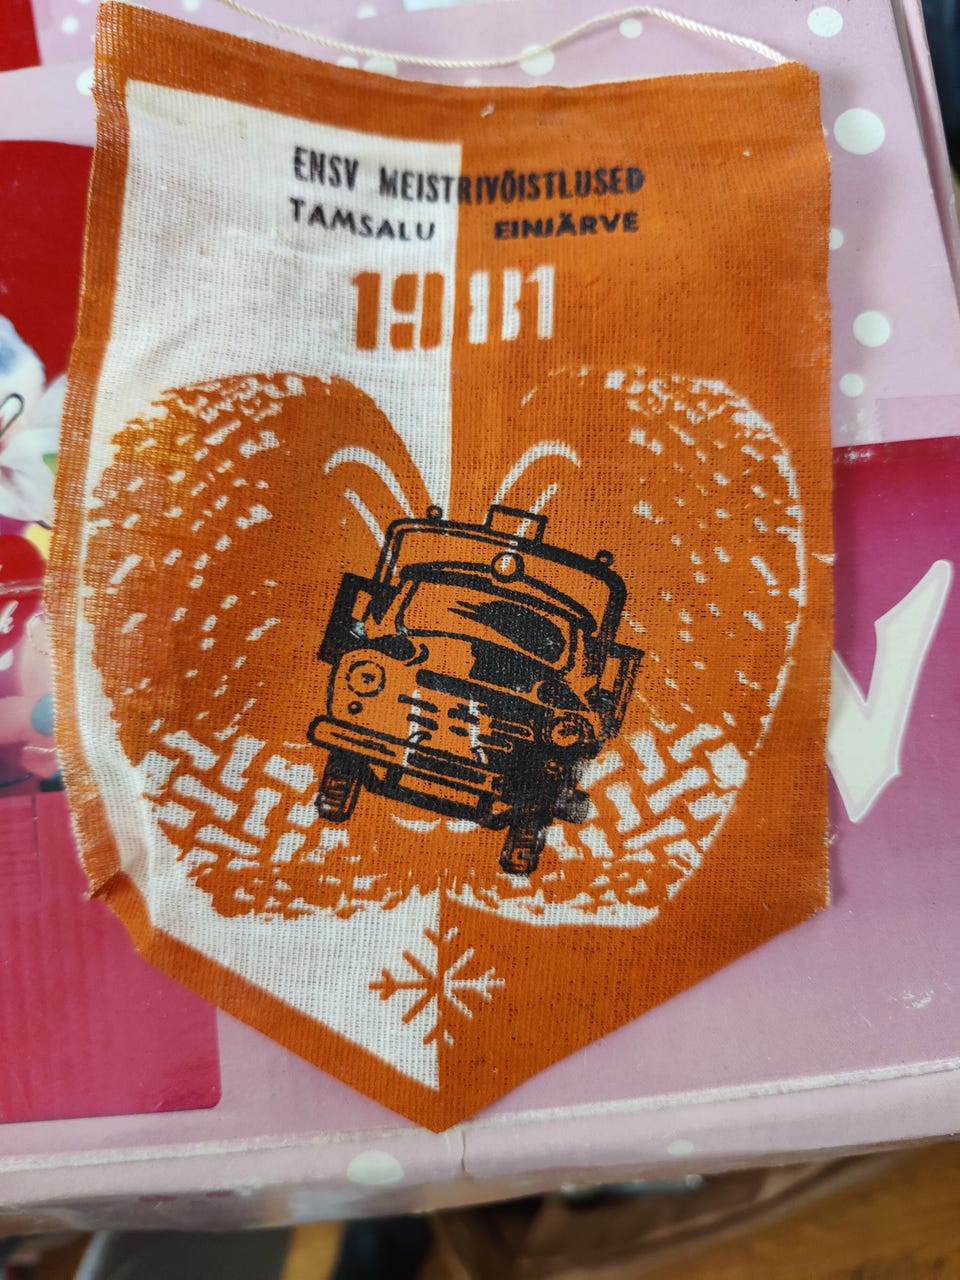 ENSV MEISTRIVÕISTLUSED
TAMSALU EINJÄRVE
1981